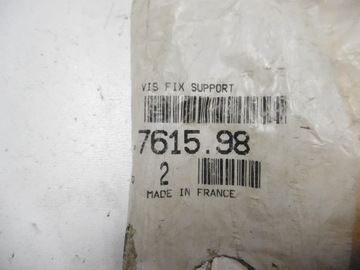 VIS FIX SUPPORT
7615.98
2
MADE IN FRANCE